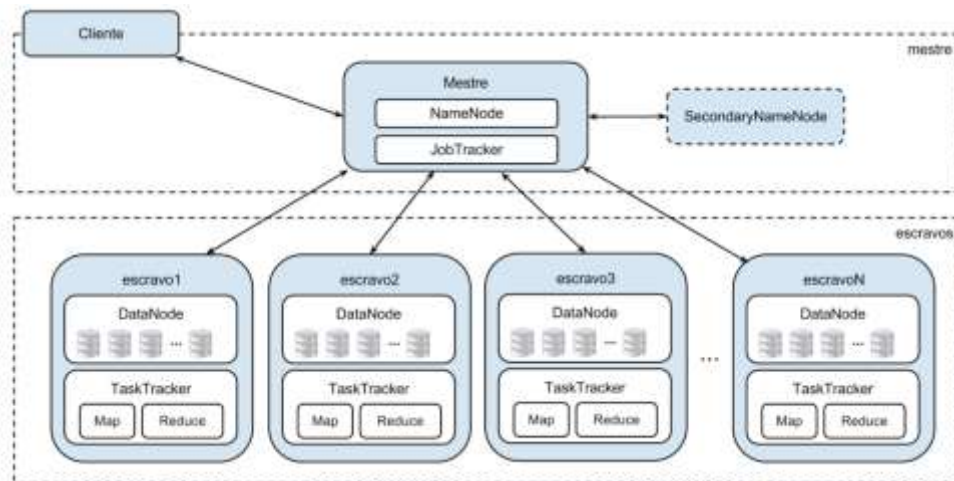 Cliente
mestre
Mestre
NameNode
SecondaryNameNode
JobTracker
escravos
escravo1
DataNode
...
TaskTracker
Map
Reduce
escravo2
DataNode
...
TaskTracker
Map
Reduce
escravo3
DataNode
...
TaskTracker
Map
Reduce
...
escravoN
DataNode
...
TaskTracker
Map
Reduce